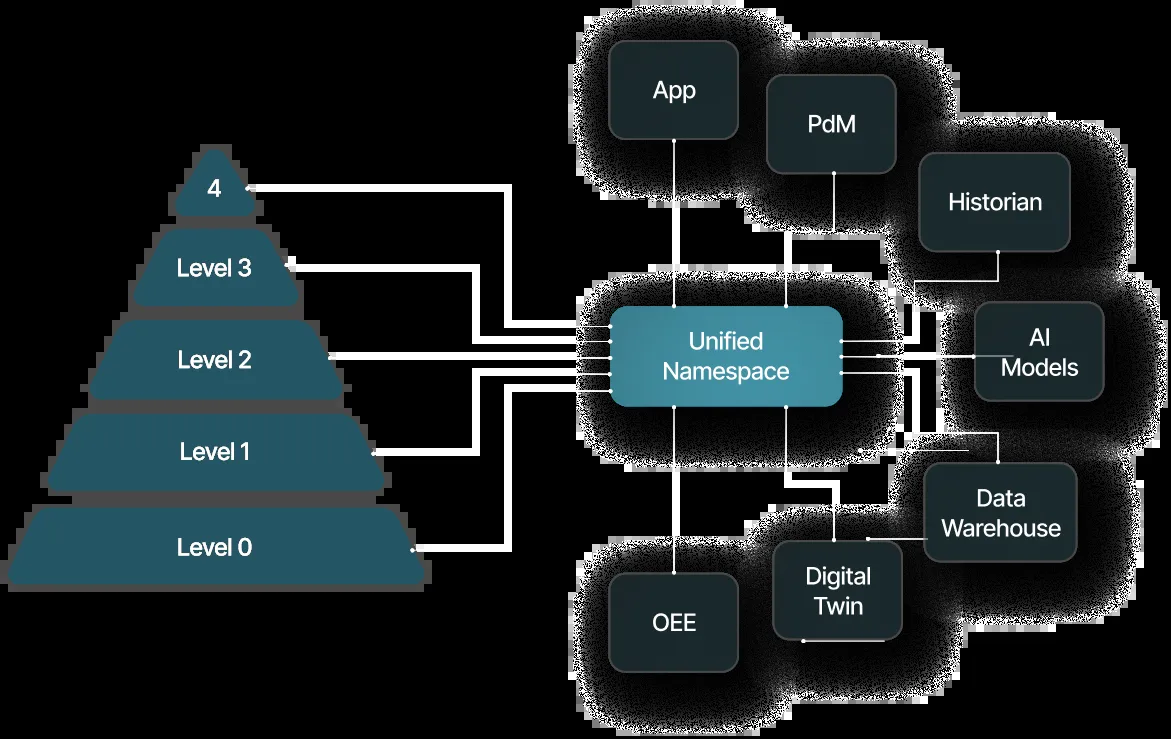 4
Level 3
Level 2
Level 1
Level 0
Unified
Namespace
App
PdM
Historian
AI
Models
Data
Warehouse
Digital
Twin
OEE